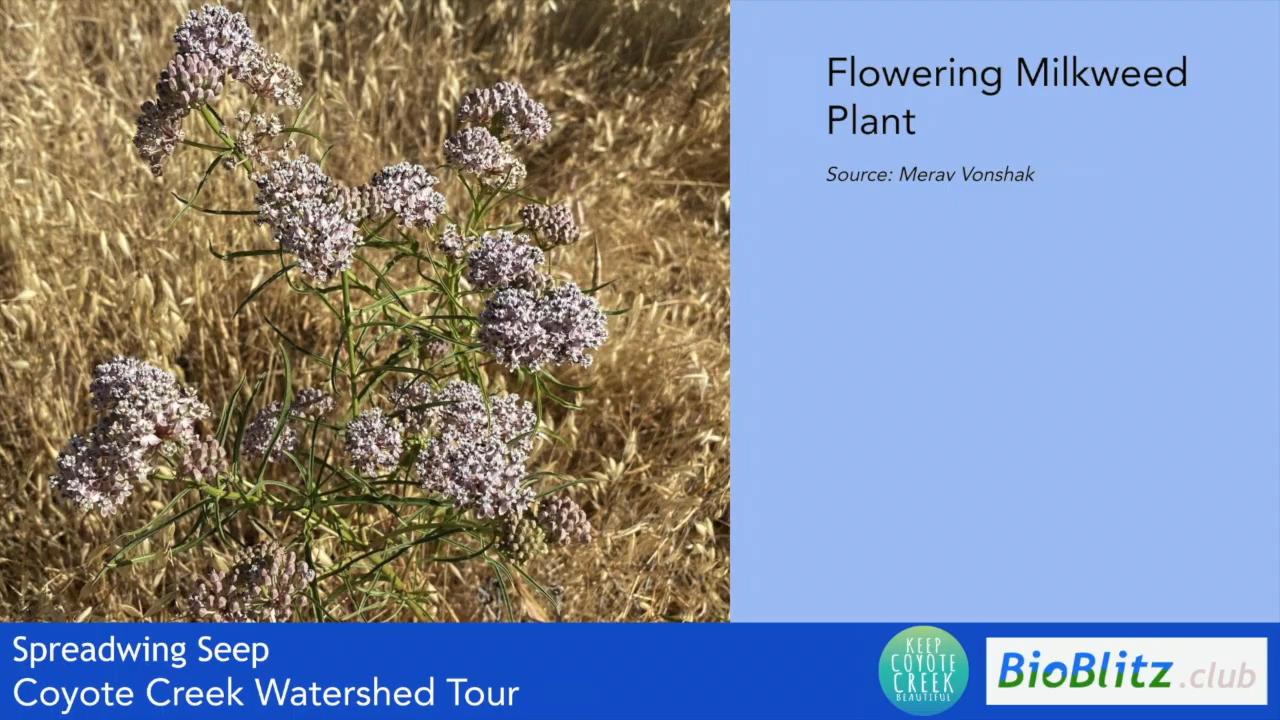 Flowering Milkweed
Plant
Source: Merav Vonshak
Spreadwing Seep
Coyote Creek Watershed Tour
KEEP
COYOTE
CREEK
BEAUTIFUL
BioBlitz.club